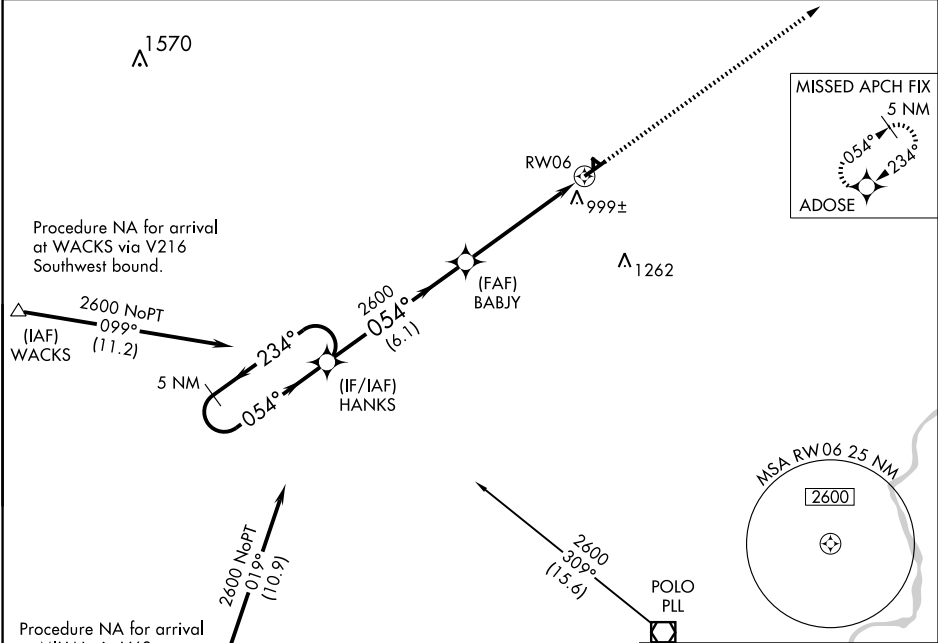 1570
MISSED APCH FIX
5 NM
054°
234°
ADOSE
RW06
999±
Procedure NA for arrival
at WACKS via V216
Southwest bound.
1262
(FAF)
BABJY
2600 NoPT
099°
(11.2)
(IAF)
WACKS
2600
054°
(6.1)
234°
5 NM
054°
(IF/IAF)
HANKS
MSA RW06 25 NM
2600
2600 NoPT
019°
(10.9)
2600
309°
(15.6)
POLO
PLL
Procedure NA for arrival